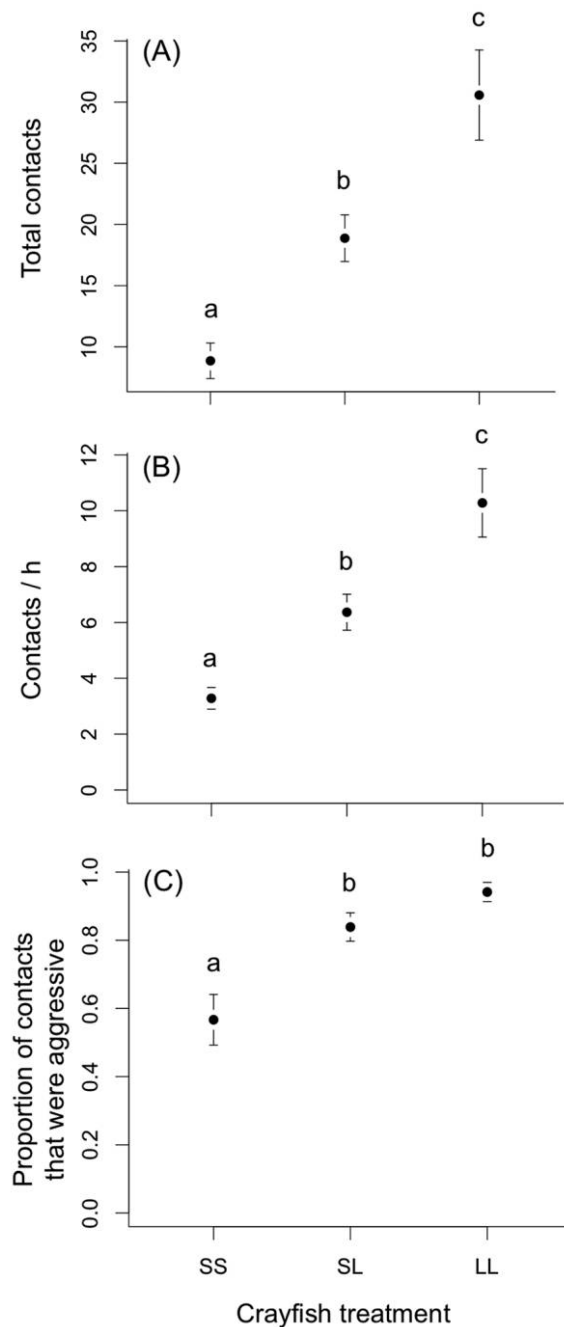 (A)
Total contacts
35
30
25
20
15
10
a
b
c
(B)
Contacts / h
12
10
8
6
4
2
0
a
b
c
(C)
Proportion of contacts
that were aggressive
1.0
0.8
0.6
0.4
0.2
0.0
a
b
b
SS SL LL
Crayfish treatment